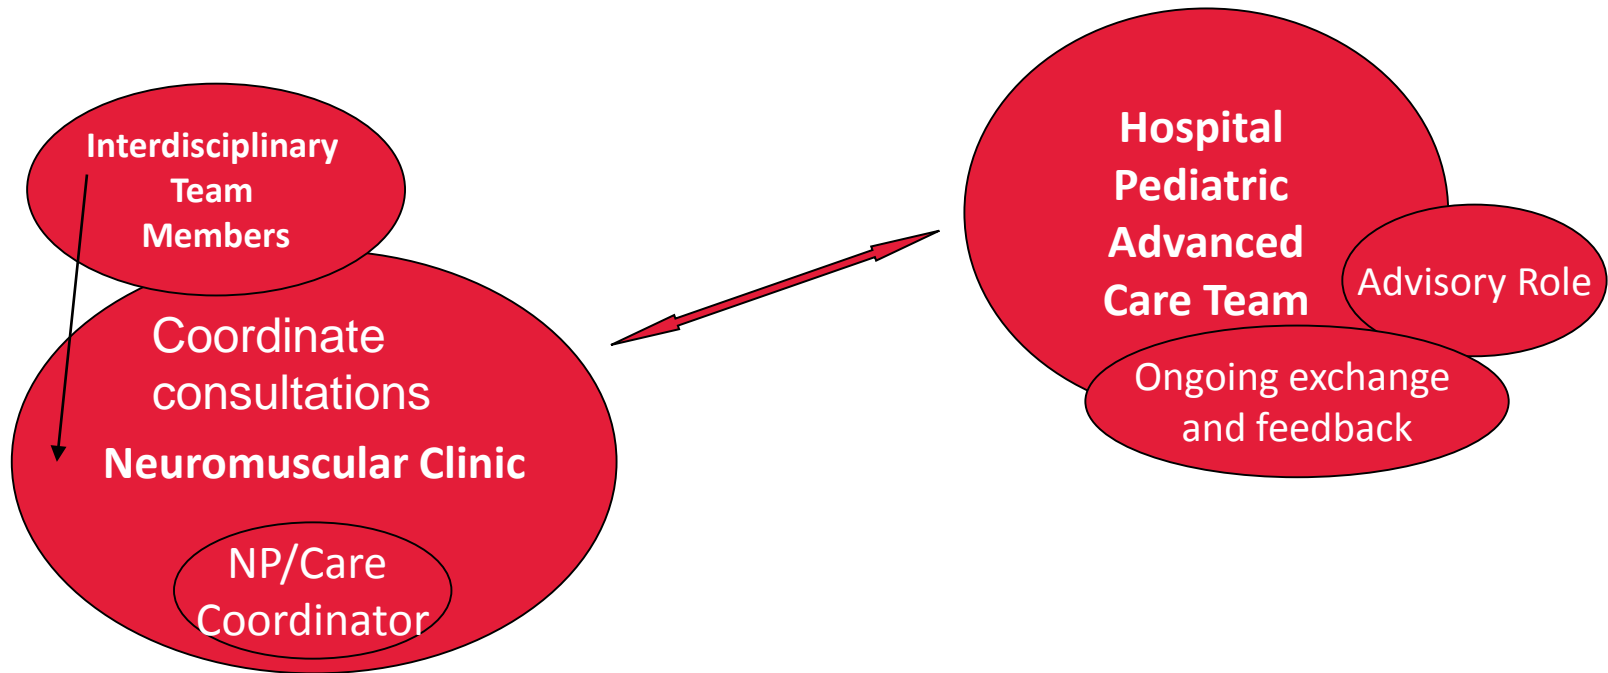 Interdisciplinary
Team
Members
Coordinate
consultations
Neuromuscular Clinic
NP/Care
Coordinator
Hospital
Pediatric
Advanced
Care Team
Advisory Role
Ongoing exchange
and feedback